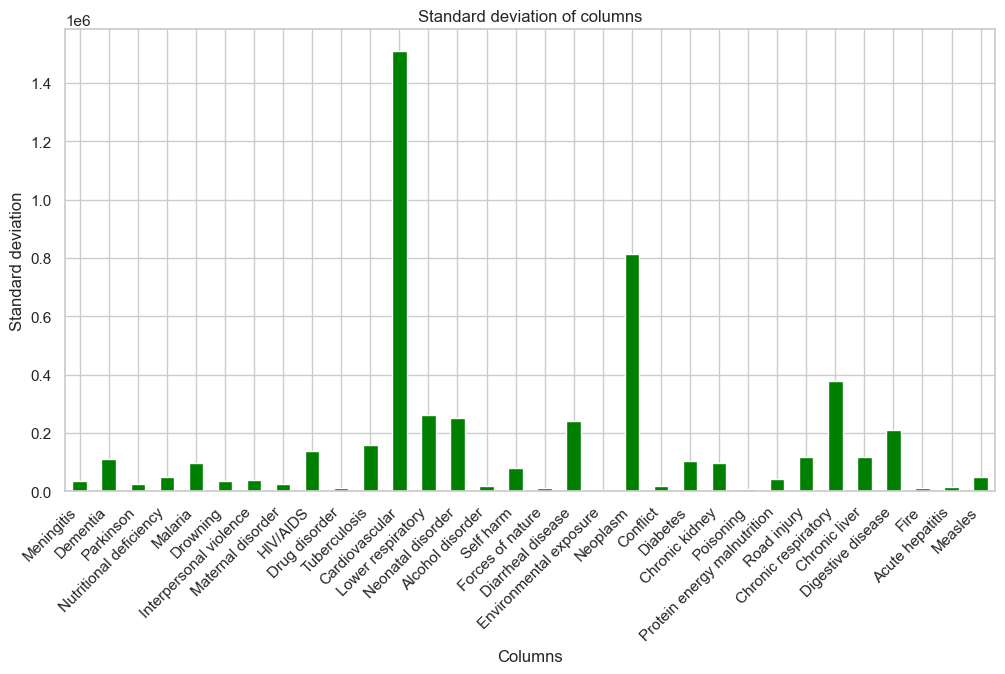 Standard deviation of columns
1e6
1.4
1.2
1.0
0.8
0.6
0.4
0.2
0.0
Standard deviation
Meningitis
Dementia
Parkinson
Nutritional deficiency
Malaria
Drowning
Interpersonal violence
Maternal disorder
HIV/AIDS
Drug disorder
Tuberculosis
Cardiovascular
Lower respiratory
Neonatal disorder
Alcohol disorder
Self harm
Forces of nature
Diarrheal disease
Environmental exposure
Neoplasm
Conflict
Diabetes
Chronic kidney
Poisoning
Protein energy malnutrition
Road injury
Chronic respiratory
Chronic liver
Digestive disease
Fire
Acute hepatitis
Measles
Columns